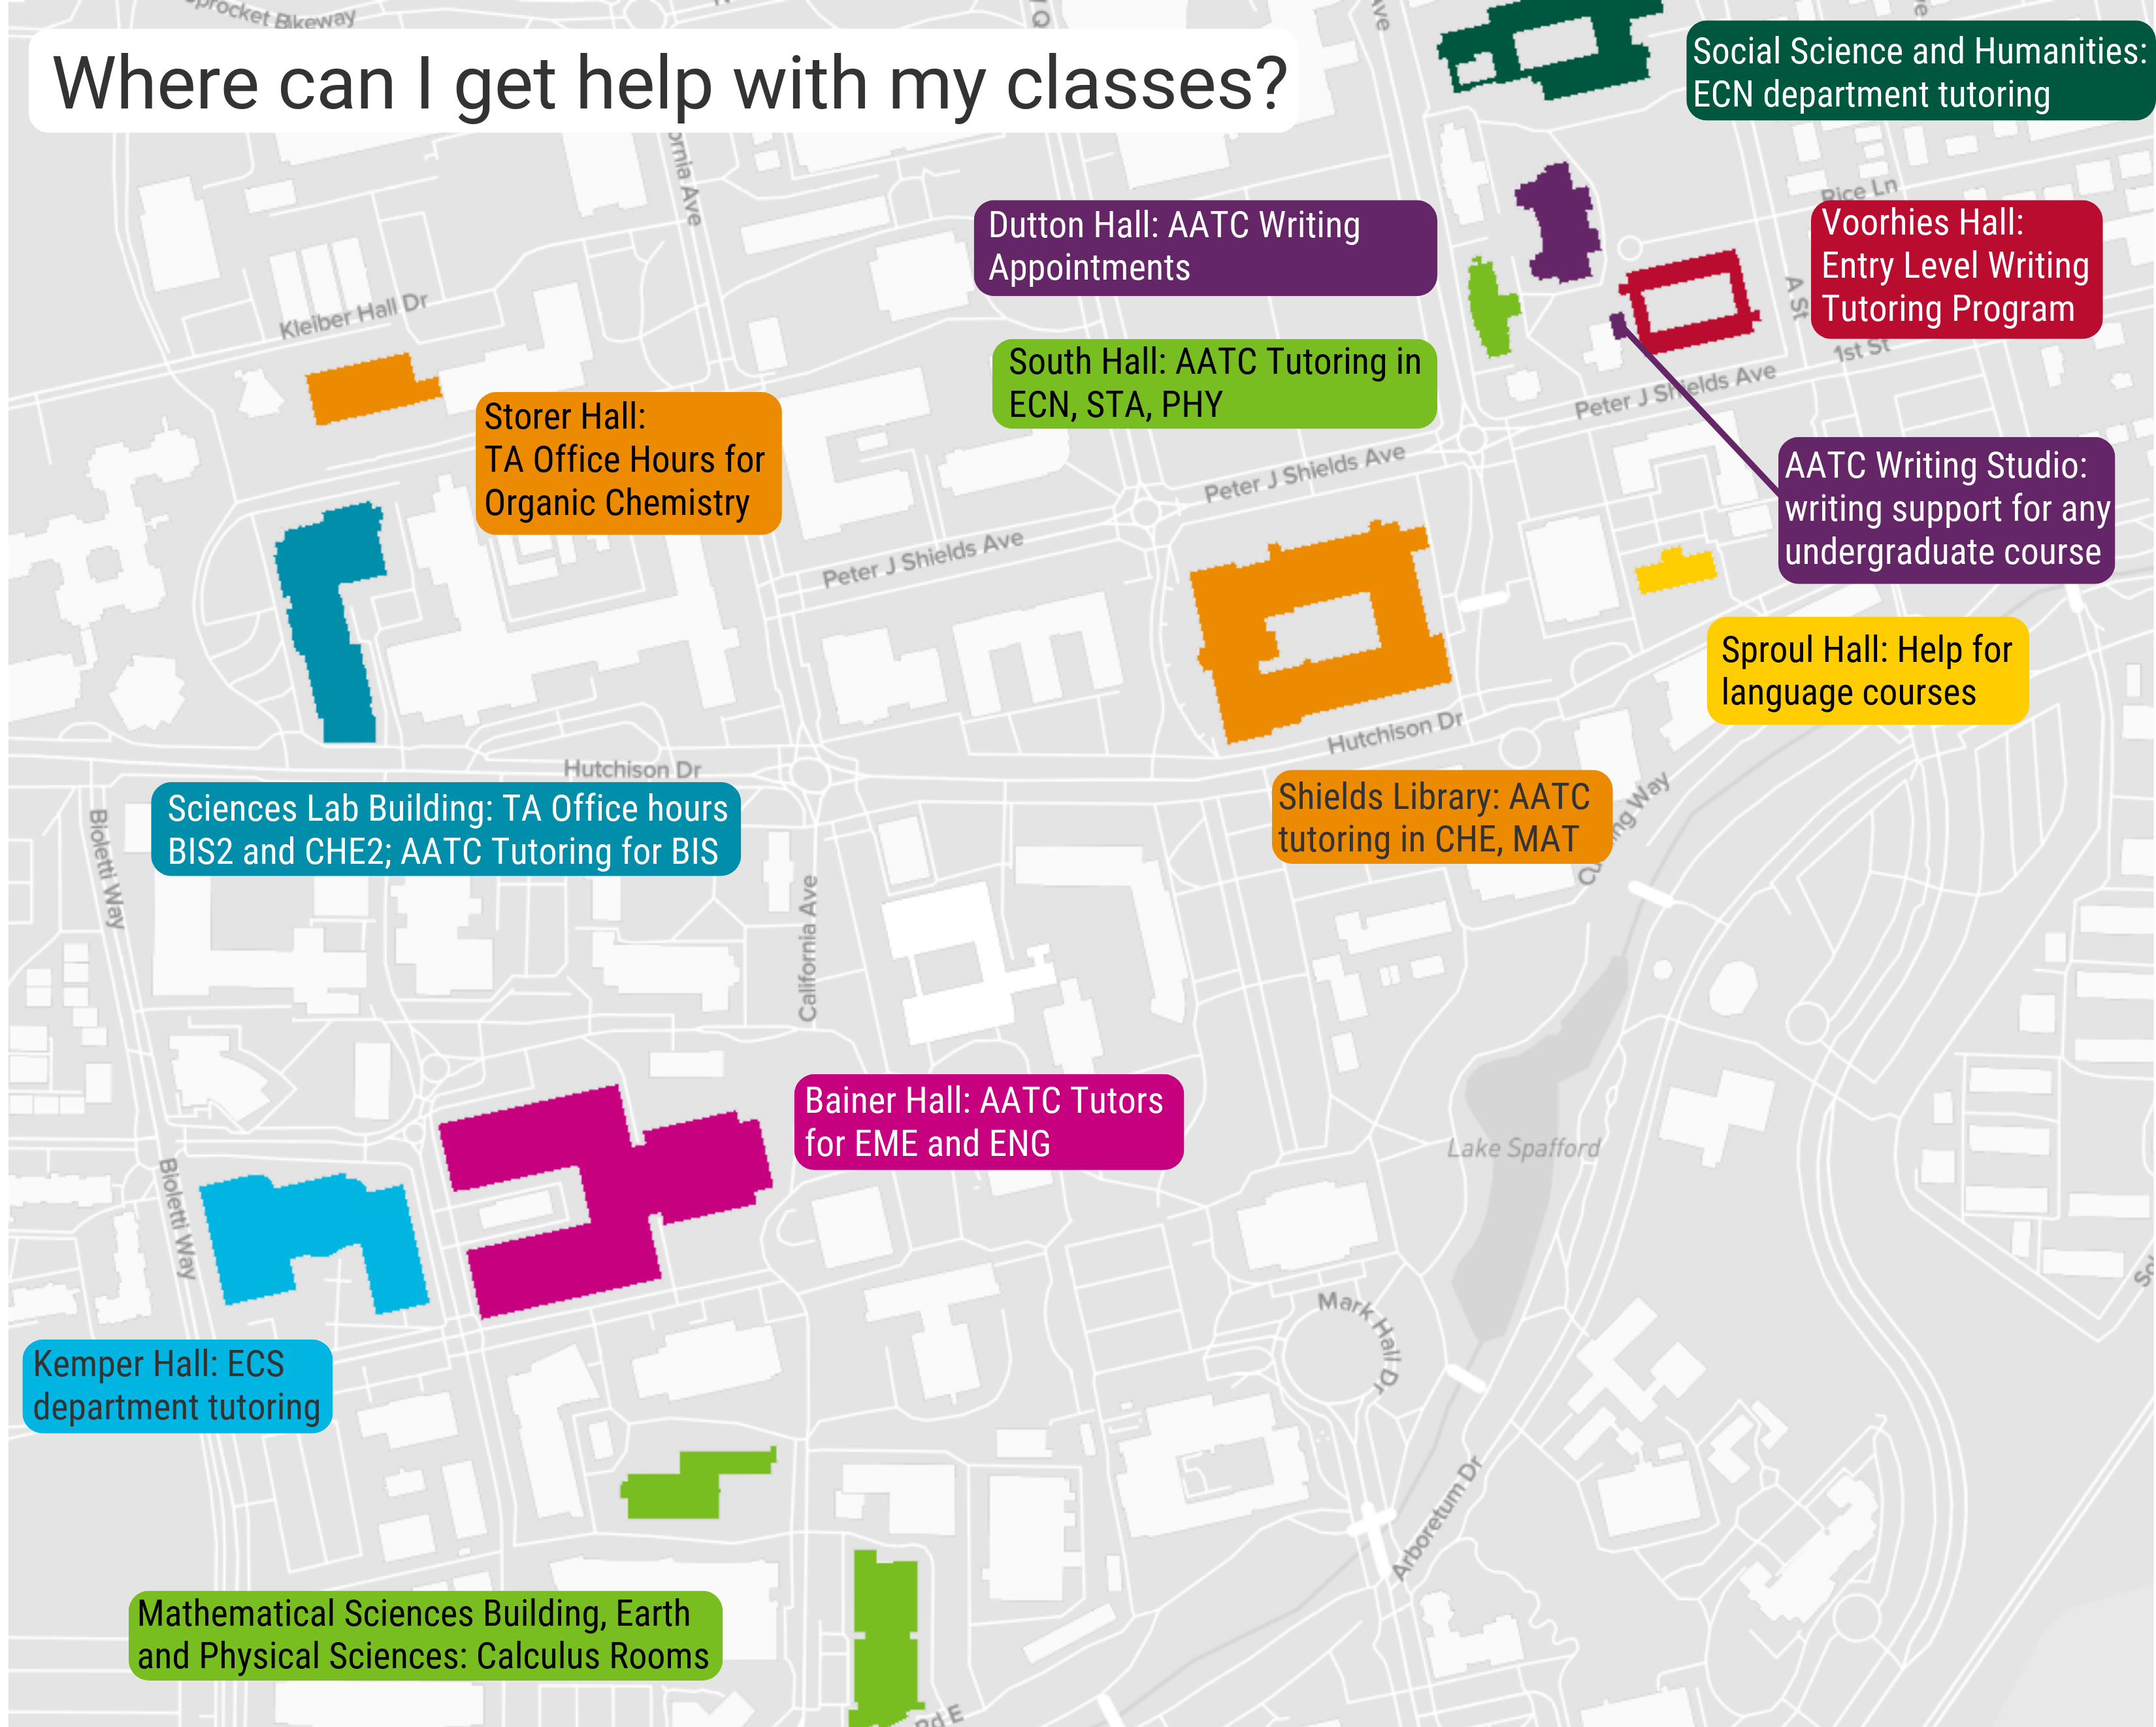 Sprocket Bikeway
Where can I get help with my classes?
Ave
Social Science and Humanities:
ECN department tutoring
Rice Ln
Dutton Hall: AATC Writing
Appointments
Voorhies Hall:
Entry Level Writing
Tutoring Program
A St
1st St
Kleiber Hall Dr
South Hall: AATC Tutoring in
ECN, STA, PHY
Peter J Shields Ave
Storer Hall:
TA Office Hours for
Organic Chemistry
Peter J Shields Ave
AATC Writing Studio:
writing support for any
undergraduate course
Peter J Shields Ave
Sproul Hall: Help for
language courses
Hutchison Dr
Hutchison Dr
Sciences Lab Building: TA Office hours
BIS2 and CHE2; AATC Tutoring for BIS
Shields Library: AATC
tutoring in CHE, MAT
Bioletti Way
California Ave
Bainer Hall: AATC Tutors
for EME and ENG
Lake Spafford
Bioletti Way
Mark Hall Dr
Kemper Hall: ECS
department tutoring
Arboretum Dr
Mathematical Sciences Building, Earth
and Physical Sciences: Calculus Rooms
Rd E